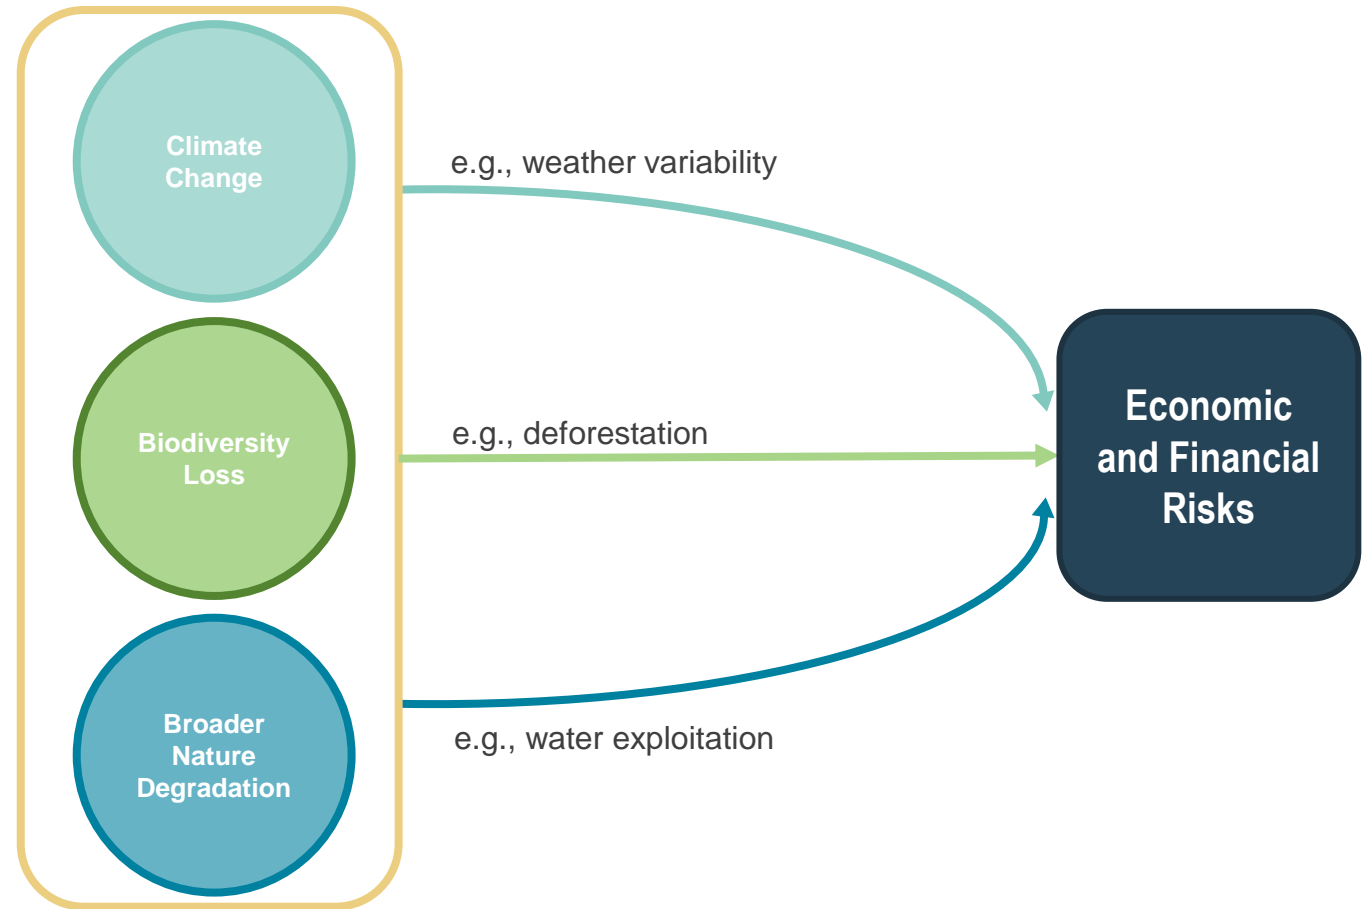 Climate
Change
e.g., weather variability
Biodiversity
Loss
e.g., deforestation
Economic
and Financial
Risks
Broader
Nature
Degradation
e.g., water exploitation